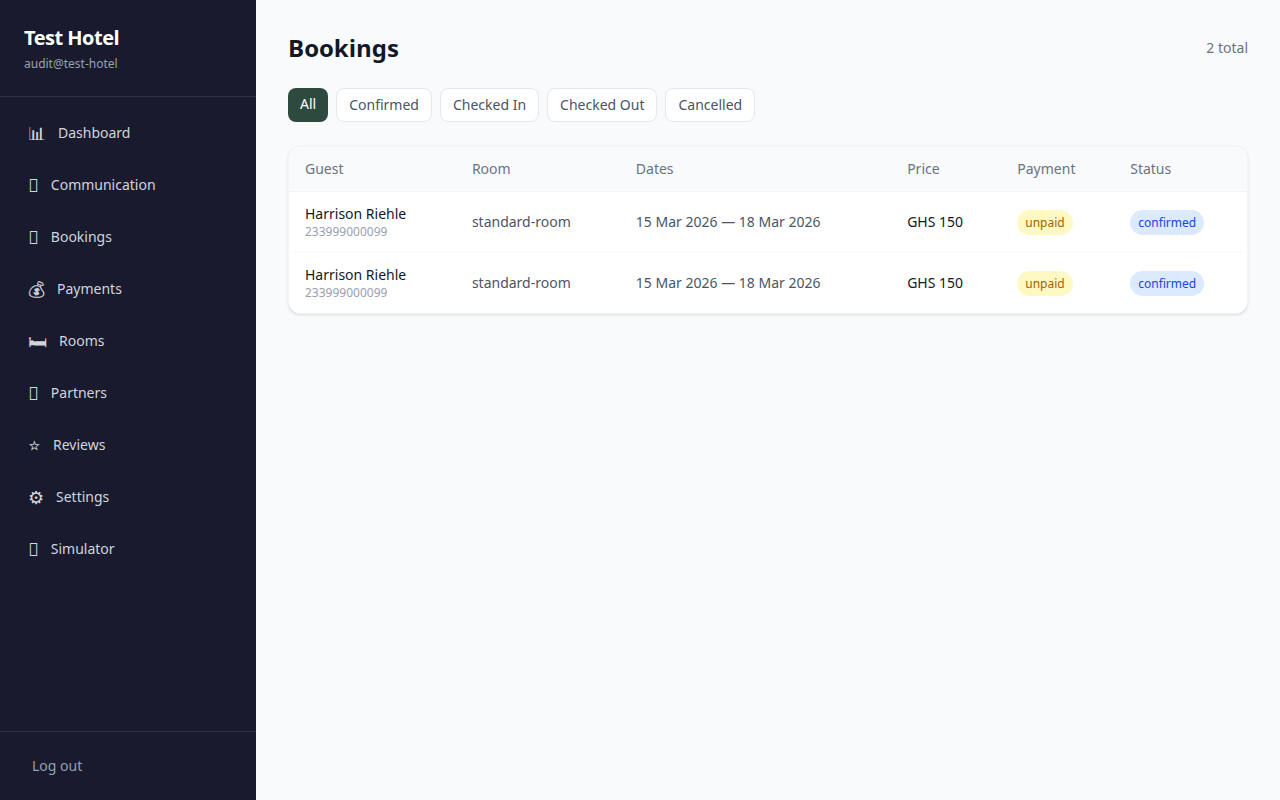 Test Hotel
audit@test-hotel
Dashboard
Communication
Bookings
Payments
Rooms
Partners
Reviews
Settings
Simulator
Log out
Bookings
2 total
All Confirmed Checked In Checked Out Cancelled
Guest Room Dates Price Payment Status
Harrison Riehle standard-room 15 Mar 2026 — 18 Mar 2026 GHS 150 unpaid confirmed
233999000099
Harrison Riehle standard-room 15 Mar 2026 — 18 Mar 2026 GHS 150 unpaid confirmed
233999000099